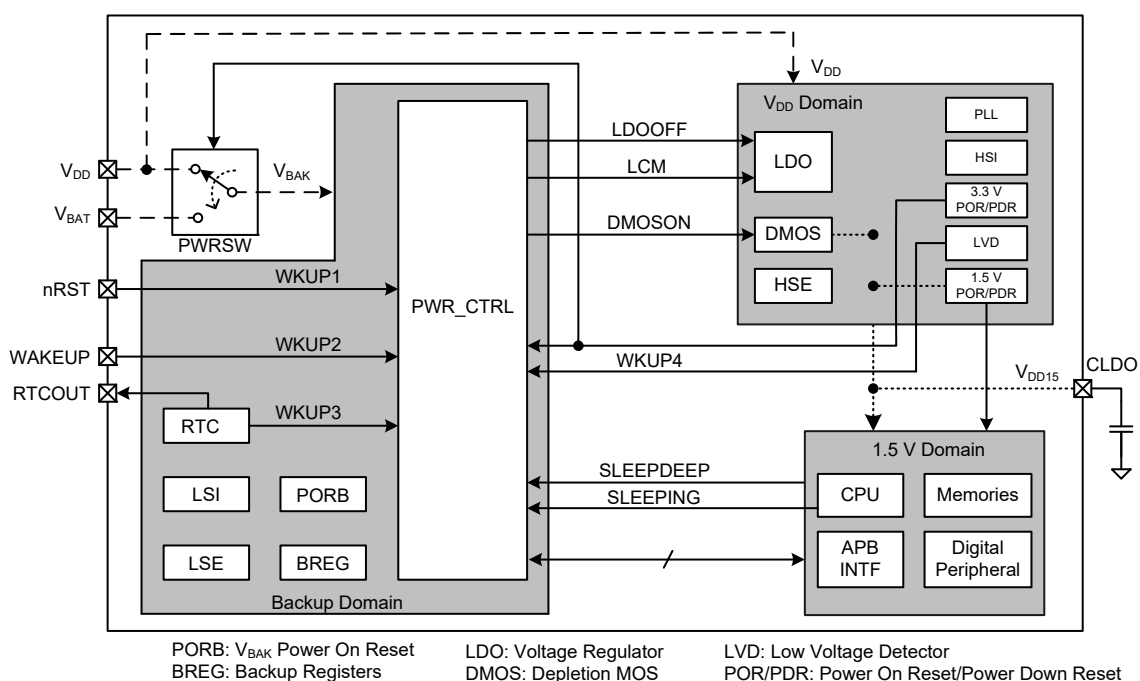 VDD
VDD Domain
PLL
LDOOFF
LDO
HSI
VDD
VBAK
LCM
3.3 V
POR/PDR
VBAT
DMOSON
DMOS
LVD
PWRSW
WKUP1
nRST
HSE
1.5 V
POR/PDR
PWR_CTRL
WKUP2
WAKEUP
WKUP4
VDD15
CLDO
RTCOUT
WKUP3
RTC
1.5 V Domain
SLEEPDEEP
LSI
PORB
CPU
Memories
SLEEPING
LSE
BREG
APB
INTF
Digital
Peripheral
Backup Domain
PORB: VBAK Power On Reset
LDO: Voltage Regulator
LVD: Low Voltage Detector
BREG: Backup Registers
DMOS: Depletion MOS
POR/PDR: Power On Reset/Power Down Reset